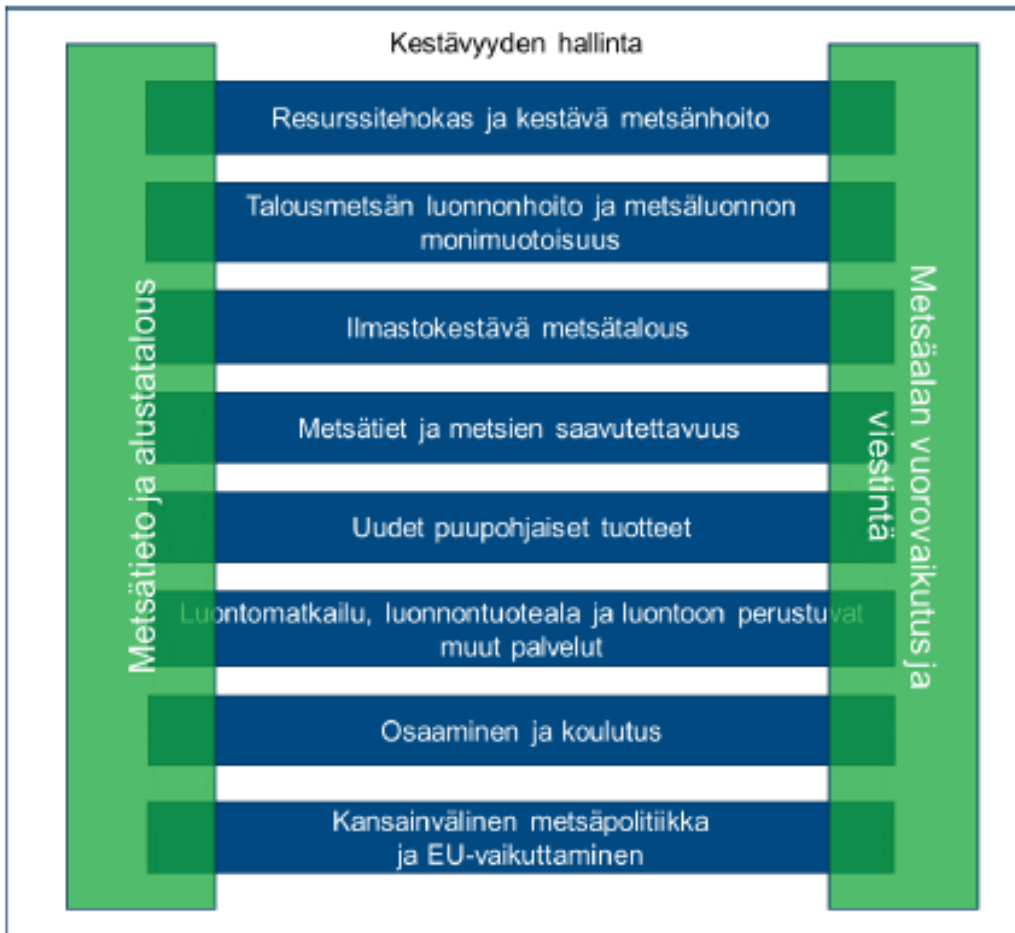 Kestävyyden hallinta
Resurssitehokas ja kestävä metsänhoito
Talousmetsän luonnonhoito ja metsäluonnon
monimuotoisuus
Ilmastokestävä metsätalous
Metsätiet ja metsien saavutettavuus
Uudet puupohjaiset tuotteet
Luontomatkailu, luonnontuoteala ja luontoon perustuvat
muut palvelut
Osaaminen ja koulutus
Kansainvälinen metsäpolitiikka
ja EU-vaikuttaminen
Metsätieto ja alustatalous
Metsäalan vuorovaikutus ja
viestintä